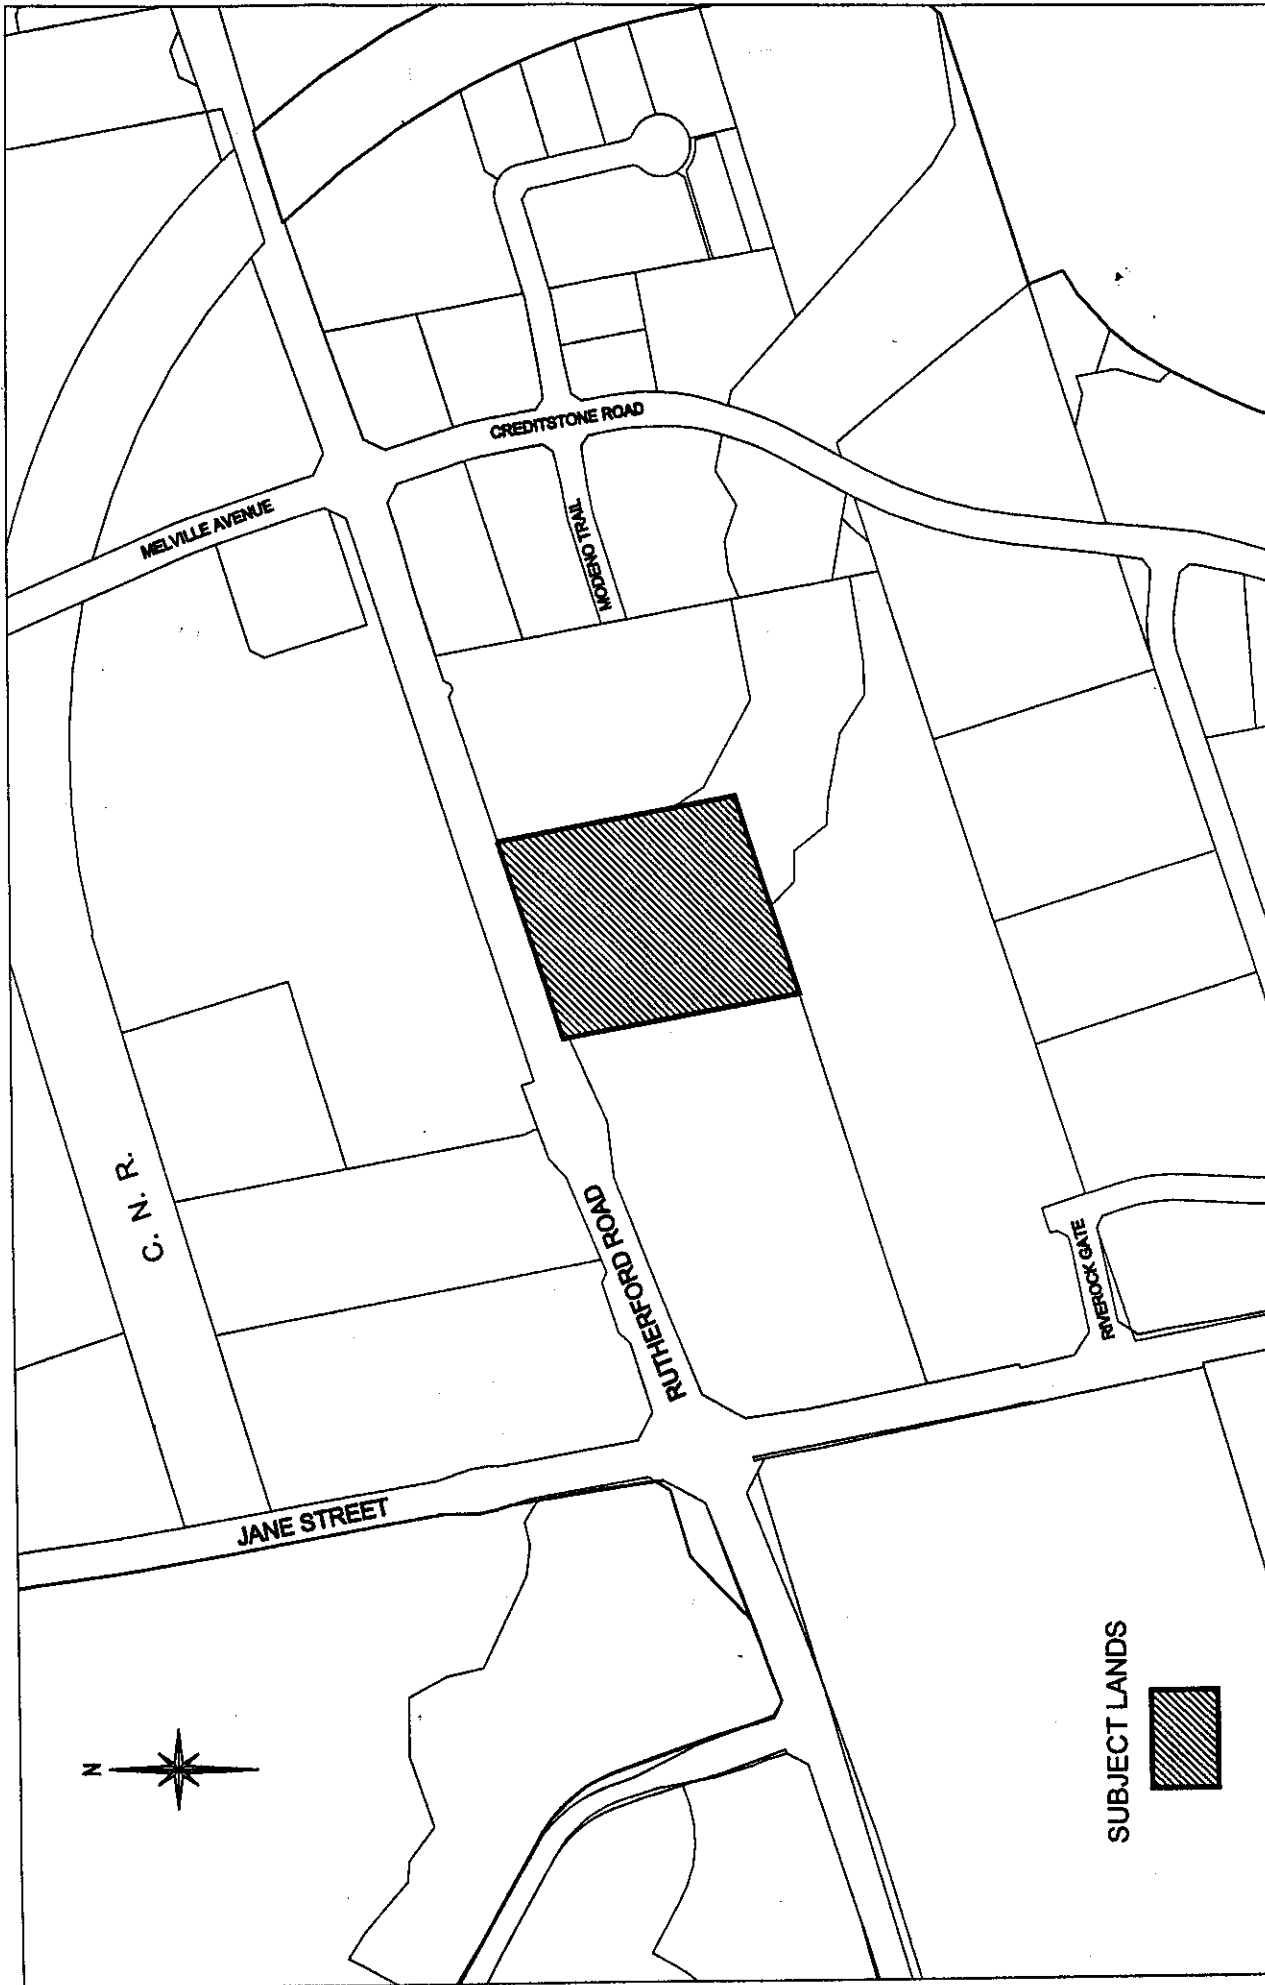 N
C. N. R.
MELVILLE AVENUE
JANE STREET
CREDITSTONE ROAD
MODENO TRAIL
RUTHERFORD ROAD
RIVEROCK GATE
SUBJECT LANDS